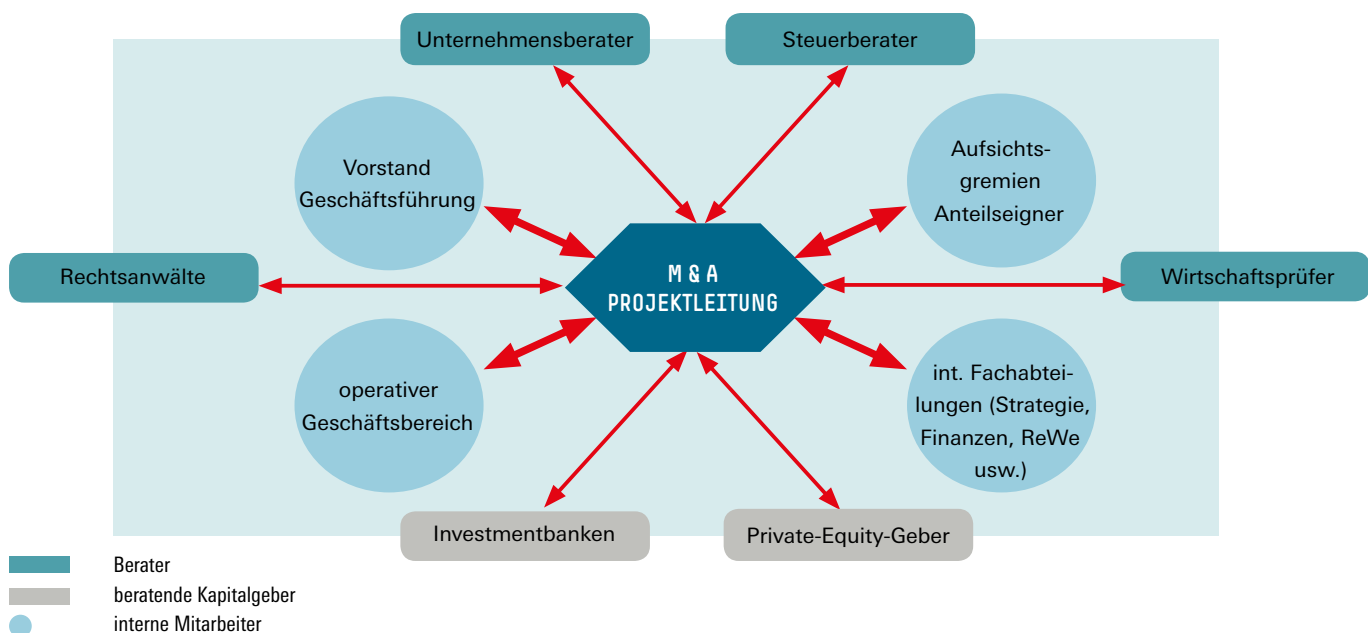 Unternehmensberater
Steuerberater
Vorstand
Geschäftsführung
Aufsichts-
gremien
Anteilseigner
Rechtsanwälte
M & A
PROJEKTLEITUNG
Wirtschaftsprüfer
operativer
Geschäftsbereich
int. Fachabtei-
lungen (Strategie,
Finanzen, ReWe
usw.)
Investmentbanken
Private-Equity-Geber
Berater
beratende Kapitalgeber
interne Mitarbeiter